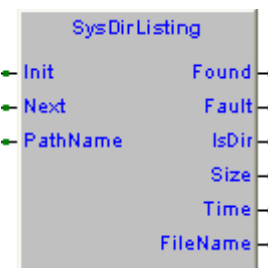 SysDirListing
Init Found
Next Fault
PathName IsDir
Size
Time
FileName